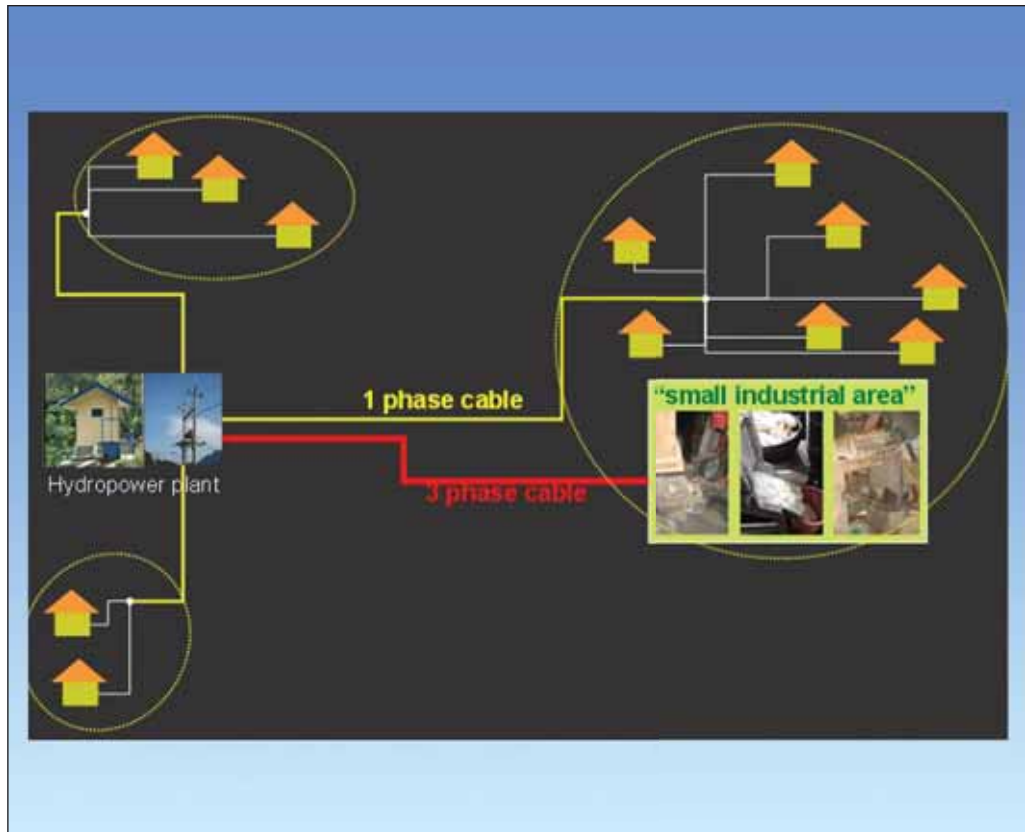 1 phase cable
"small industrial area"
Hydropower plant
3 phase cable